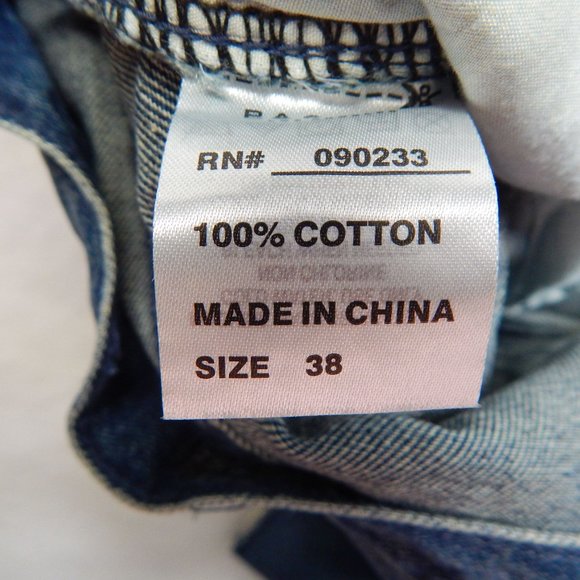 RN# 090233
100% COTTON
MADE IN CHINA
SIZE 38